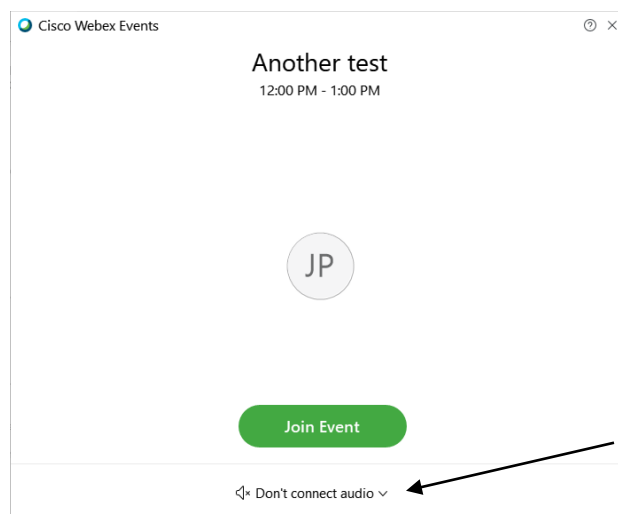 Cisco Webex Events
Another test
12:00 PM - 1:00 PM
JP
Join Event
Don't connect audio